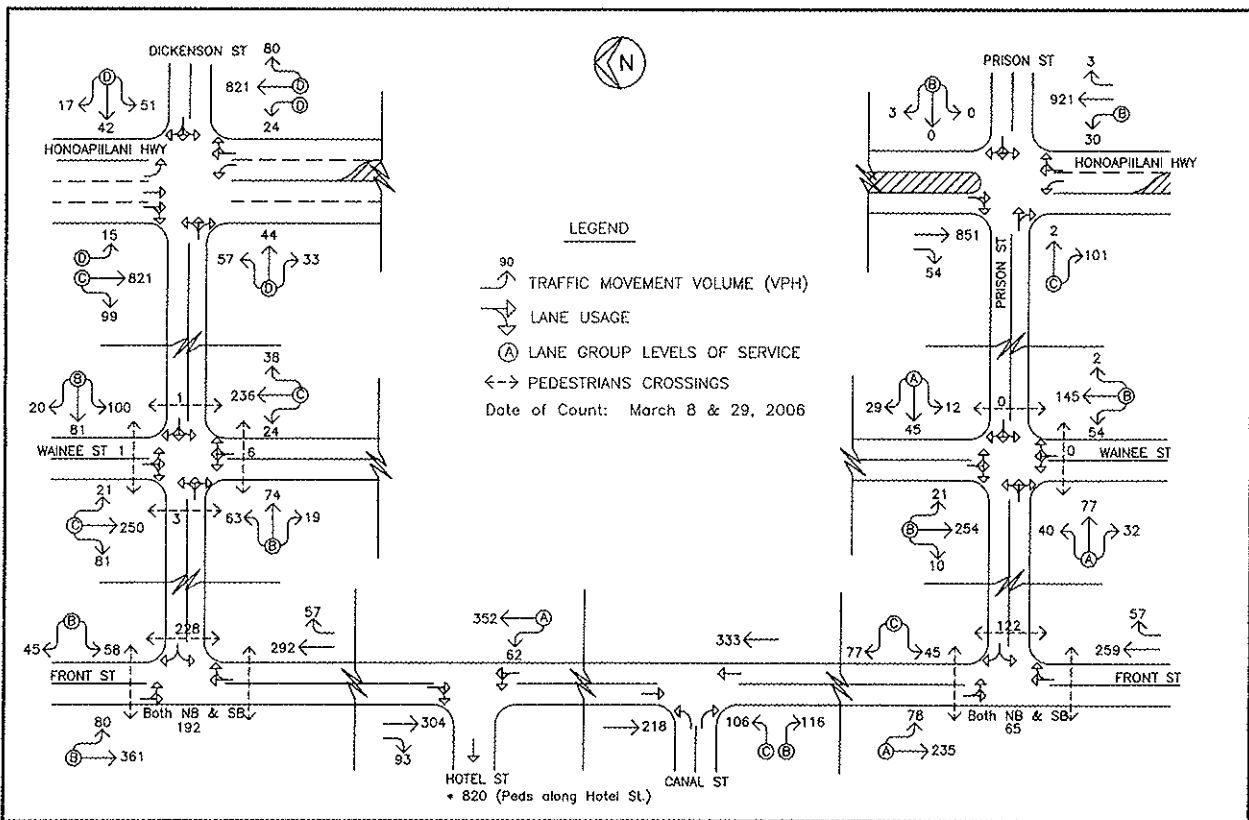 DICKENSON ST
80
D
17
51
42
821
D
D
24
N
PRISON ST
B
3
0
0
3
921
B
30
HONOAPIILANI HWY
HONOAPIILANI HWY
15
D
C
821
99
44
57
33
D
LEGEND
90
TRAFFIC MOVEMENT VOLUME (VPH)
LANE USAGE
A LANE GROUP LEVELS OF SERVICE
PEDESTRIANS CROSSINGS
Date of Count: March 8 & 29, 2006
851
54
PRISON ST
2
101
C
B
20
100
81
1
38
236
C
24
WAINEE ST 1
6
A
29
12
45
0
2
145
B
54
0
WAINEE ST
21
C
250
81
3
74
63
19
B
21
B
254
10
77
40
32
A
B
45
58
228
57
292
352
A
62
333
C
77
45
122
57
259
FRONT ST
FRONT ST
Both NB & SB
192
80
B
361
304
93
HOTEL ST
* 820 (Peds along Hotel St.)
218
106
116
C
B
CANAL ST
78
A
235
Both NB & SB
65